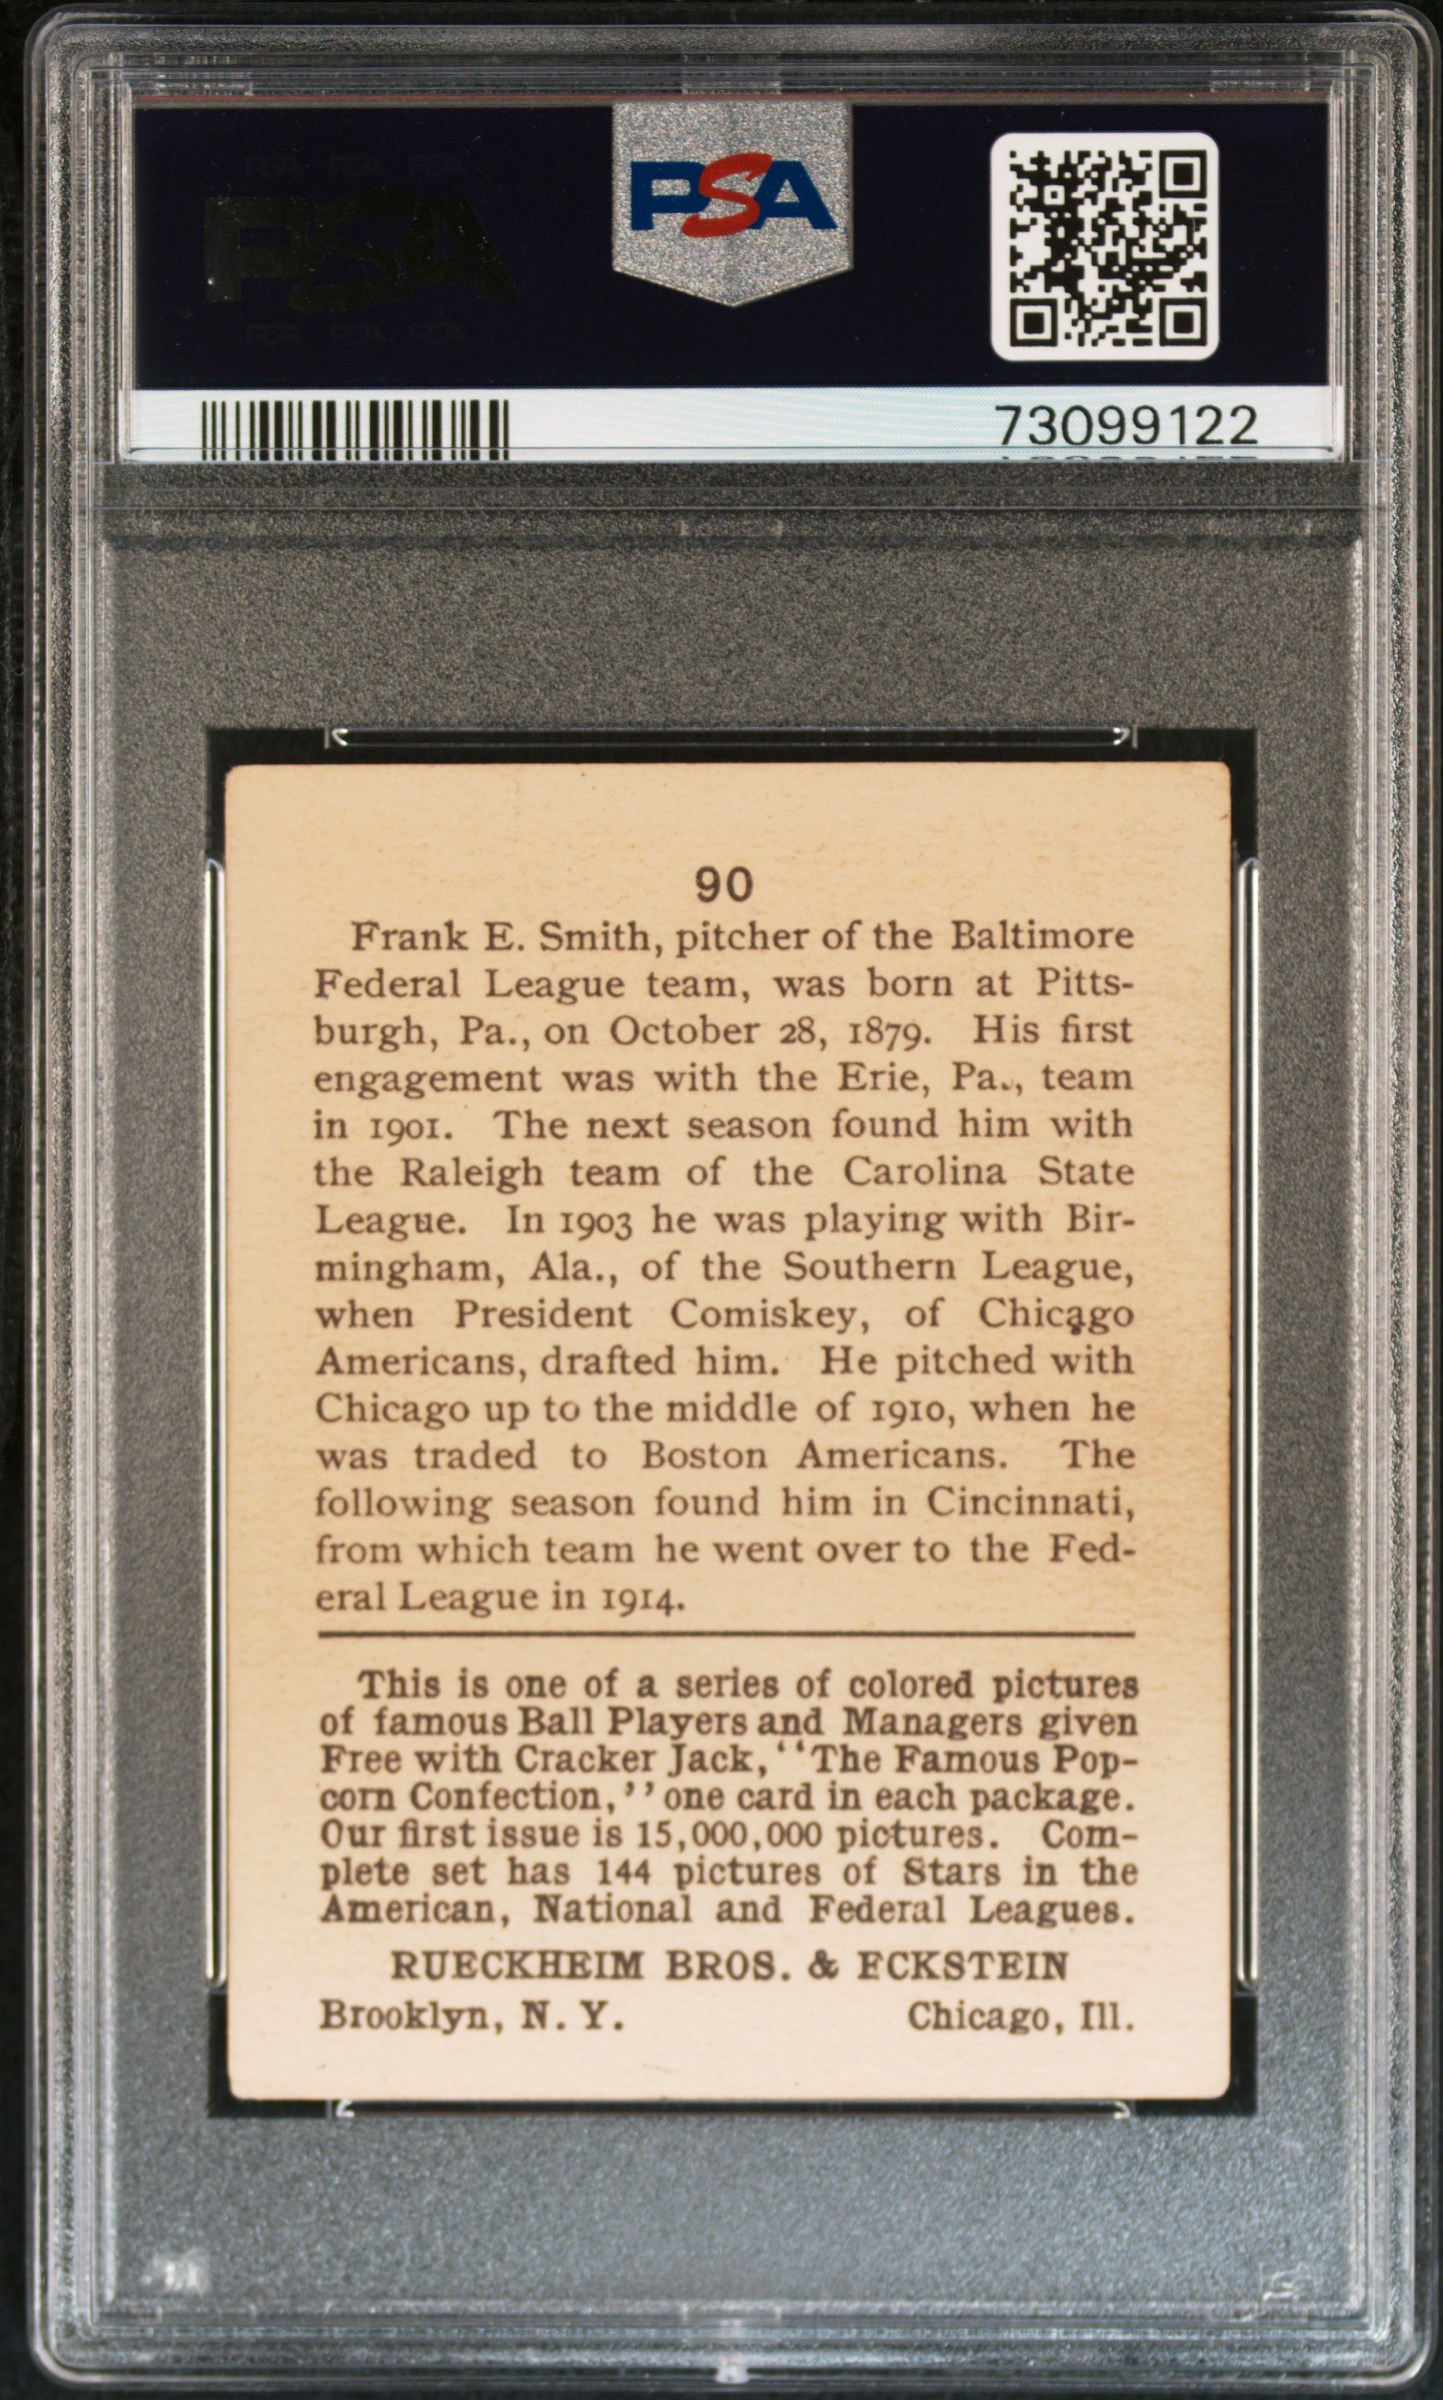 PSA
73099122
90
Frank E. Smith, pitcher of the Baltimore
Federal League team, was born at Pitts-
burgh, Pa., on October 28, 1879. His first
engagement was with the Erie, Pa., team
in 1901. The next season found him with
the Raleigh team of the Carolina State
League. In 1903 he was playing with Bir-
mingham, Ala., of the Southern League,
when President Comiskey, of Chicago
Americans, drafted him. He pitched with
Chicago up to the middle of 1910, when he
was traded to Boston Americans. The
following season found him in Cincinnati,
from which team he went over to the Fed-
eral League in 1914.
This is one of a series of colored pictures
of famous Ball Players and Managers given
Free with Cracker Jack, "The Famous Pop-
corn Confection," one card in each package.
Our first issue is 15,000,000 pictures. Com-
plete set has 144 pictures of Stars in the
American, National and Federal Leagues.
RUECKHEIM BROS. & ECKSTEIN
Brooklyn, N. Y. Chicago, Ill.